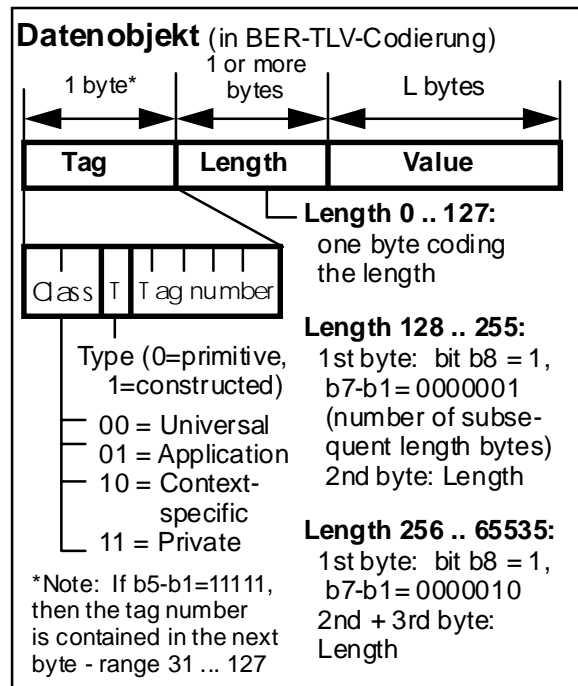 Datenobjekt (in BER-TLV-Codierung)
1 byte*
1 or more
bytes
L bytes
Tag
Length
Value
Class
T
Tag number
Type (0=primitive,
1=constructed)
00 = Universal
01 = Application
10 = Context-
specific
11 = Private
*Note: If b5-b1=11111,
then the tag number
is contained in the next
byte - range 31 ... 127
Length 0 .. 127:
one byte coding
the length
Length 128 .. 255:
1st byte: bit b8 = 1,
b7-b1= 0000001
(number of subse-
quent length bytes)
2nd byte: Length
Length 256 .. 65535:
1st byte: bit b8 = 1,
b7-b1= 0000010
2nd + 3rd byte:
Length